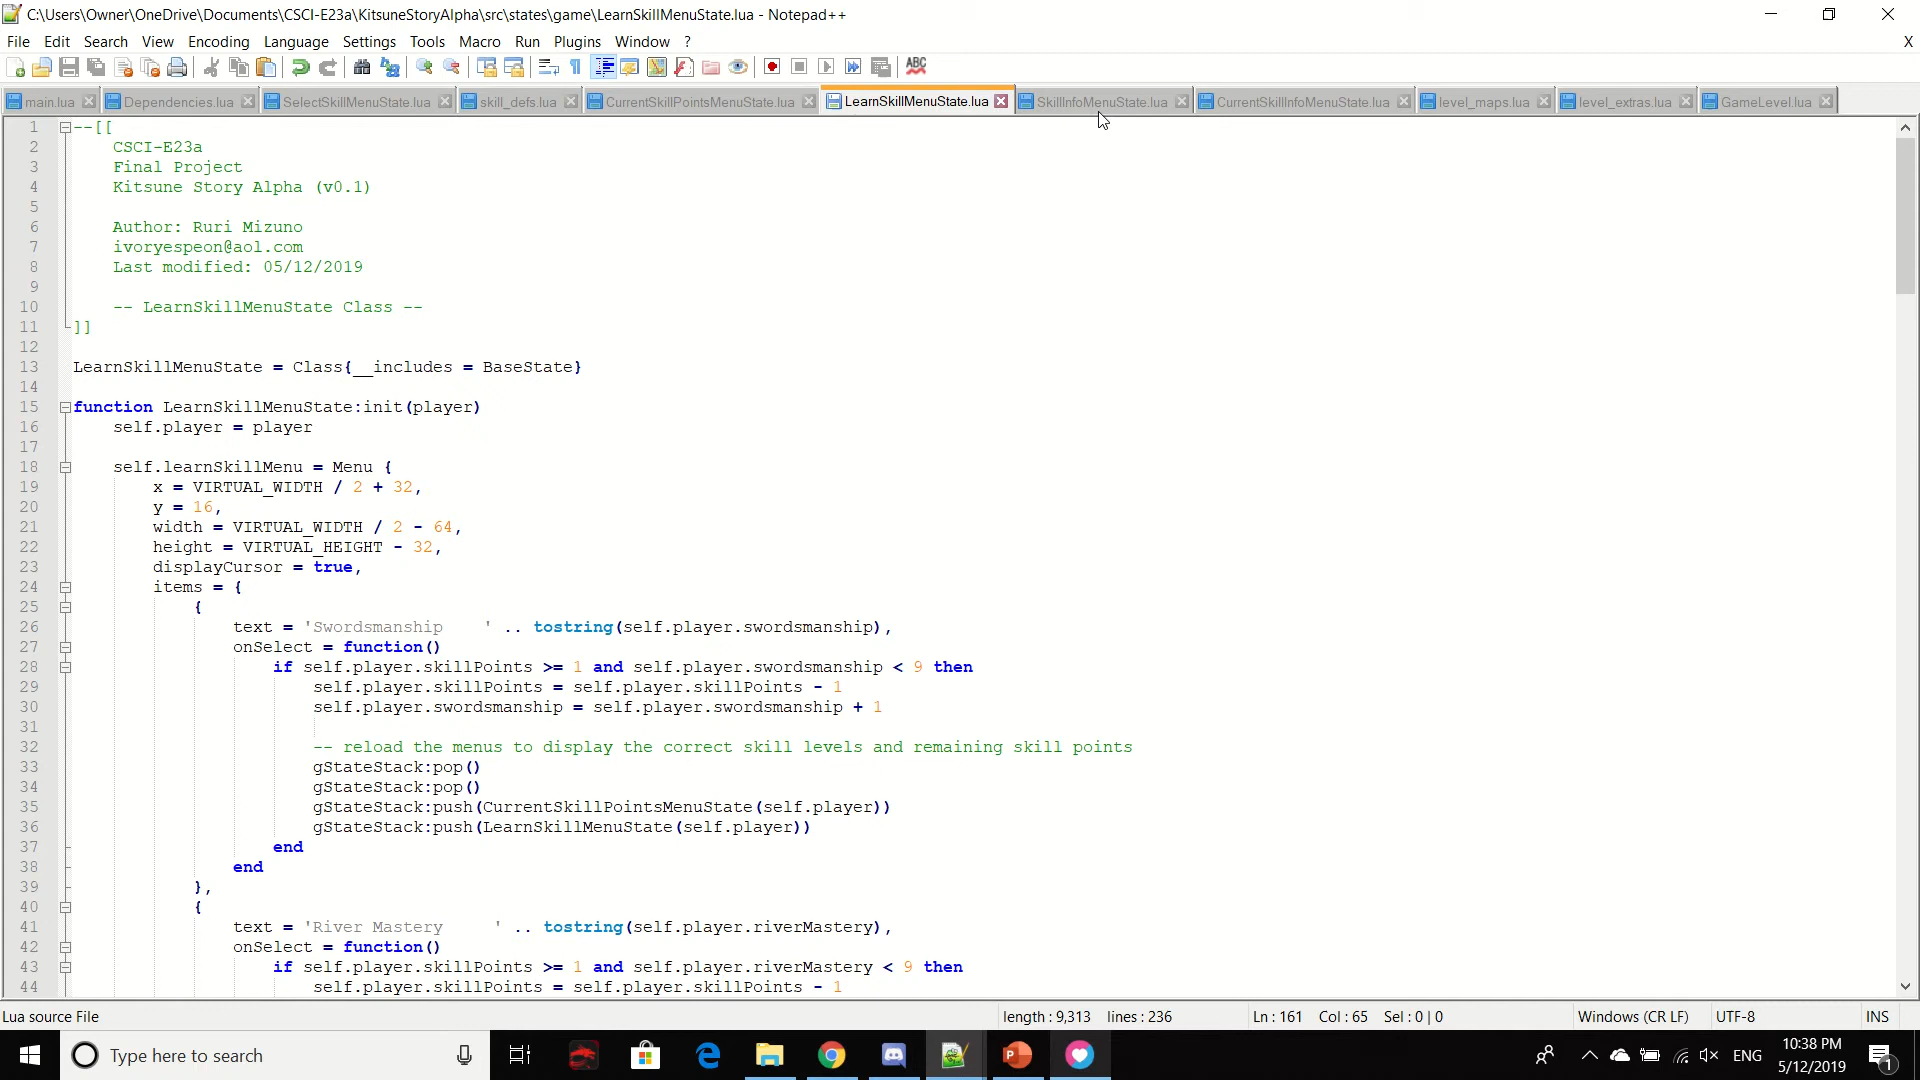 C:\Users\Owner\OneDrive\Documents\CSCI-E23a\KitsuneStoryAlpha\src\states\game\LearnSkillMenuState.lua - Notepad++
File Edit Search View Encoding Language Settings Tools Macro Run Plugins Window ? X
ABC
main.lua Dependencies.lua SelectSkillMenuState.lua skill_defs.lua CurrentSkillPointsMenuState.lua LearnSkillMenuState.lua SkillInfoMenuState.lua CurrentSkillInfoMenuState.lua level_maps.lua level_extras.lua GameLevel.lua
1 --[[
2 CSCI-E23a
3 Final Project
4 Kitsune Story Alpha (v0.1)
5
6 Author: Ruri Mizuno
7 ivoryespeon@aol.com
8 Last modified: 05/12/2019
9
10 -- LearnSkillMenuState Class --
11 ]]
12
13 LearnSkillMenuState = Class{__includes = BaseState}
14
15 function LearnSkillMenuState:init(player)
16 self.player = player
17
18 self.learnSkillMenu = Menu {
19 x = VIRTUAL_WIDTH / 2 + 32,
20 y = 16,
21 width = VIRTUAL_WIDTH / 2 - 64,
22 height = VIRTUAL_HEIGHT - 32,
23 displayCursor = true,
24 items = {
25 {
26 text = 'Swordsmanship    ' .. tostring(self.player.swordsmanship),
27 onSelect = function()
28 if self.player.skillPoints >= 1 and self.player.swordsmanship < 9 then
29 self.player.skillPoints = self.player.skillPoints - 1
30 self.player.swordsmanship = self.player.swordsmanship + 1
31
32 -- reload the menus to display the correct skill levels and remaining skill points
33 gStateStack:pop()
34 gStateStack:pop()
35 gStateStack:push(CurrentSkillPointsMenuState(self.player))
36 gStateStack:push(LearnSkillMenuState(self.player))
37 end
38 end
39 },
40 {
41 text = 'River Mastery     ' .. tostring(self.player.riverMastery),
42 onSelect = function()
43 if self.player.skillPoints >= 1 and self.player.riverMastery < 9 then
44 self.player.skillPoints = self.player.skillPoints - 1
Lua source File length : 9,313 lines : 236 Ln : 161 Col : 65 Sel : 0 | 0 Windows (CR LF) UTF-8 INS
Type here to search ENG 10:38 PM
5/12/2019 1